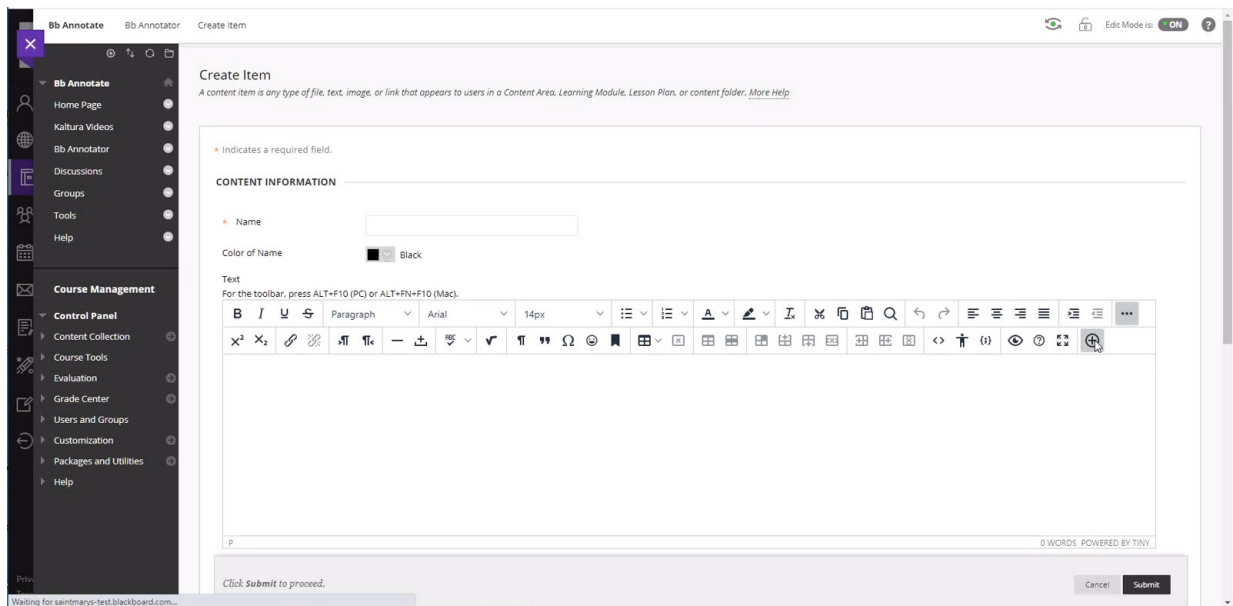 Bb Annotate Bb Annotator Create Item
Edit Mode is: ON ?
Bb Annotate
Home Page
Kaltura Videos
Bb Annotator
Discussions
Groups
Tools
Help
Course Management
Control Panel
Content Collection
Course Tools
Evaluation
Grade Center
Users and Groups
Customization
Packages and Utilities
Help
Create Item
A content item is any type of file, text, image, or link that appears to users in a Content Area, Learning Module, Lesson Plan, or content folder. More Help
* Indicates a required field.
CONTENT INFORMATION
* Name
Color of Name Black
Text
For the toolbar, press ALT+F10 (PC) or ALT+FN+F10 (Mac).
B I U S Paragraph Arial 14px A
X² X₂
P 0 WORDS POWERED BY TINY
Click Submit to proceed. Cancel Submit
Priv
Waiting for saintmarys-test.blackboard.com...